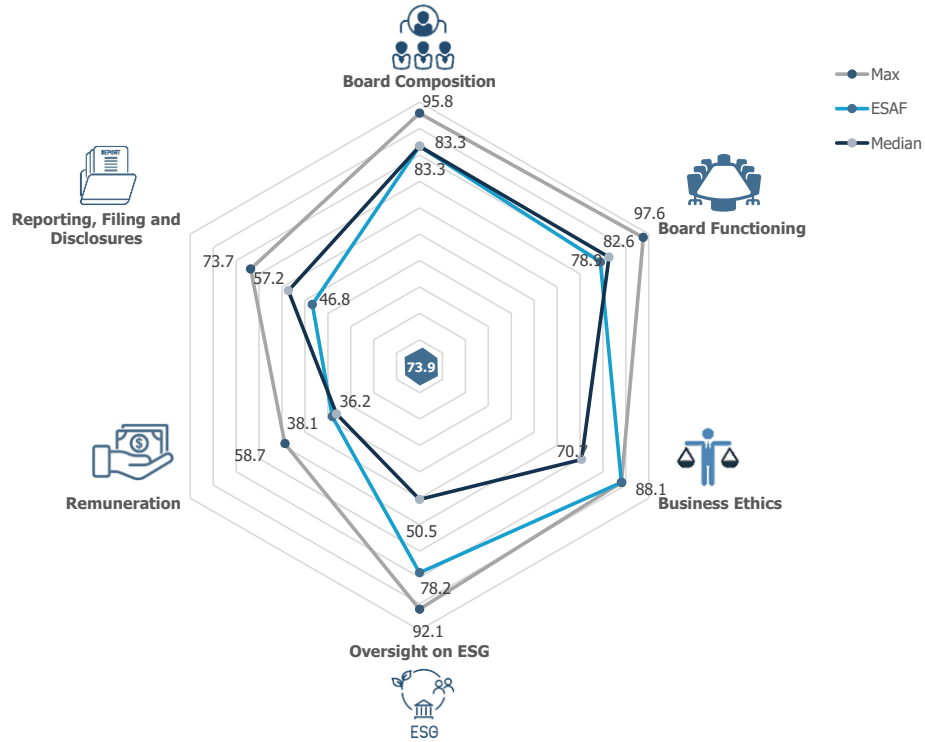 Board Composition
95.8
83.3
83.3
Max
ESAF
Median
REPORT
Reporting, Filing and
Disclosures
73.7
57.2
46.8
97.6
82.6
78.9
Board Functioning
73.9
36.2
38.1
58.7
Remuneration
70.7
88.1
Business Ethics
50.5
78.2
92.1
Oversight on ESG
ESG